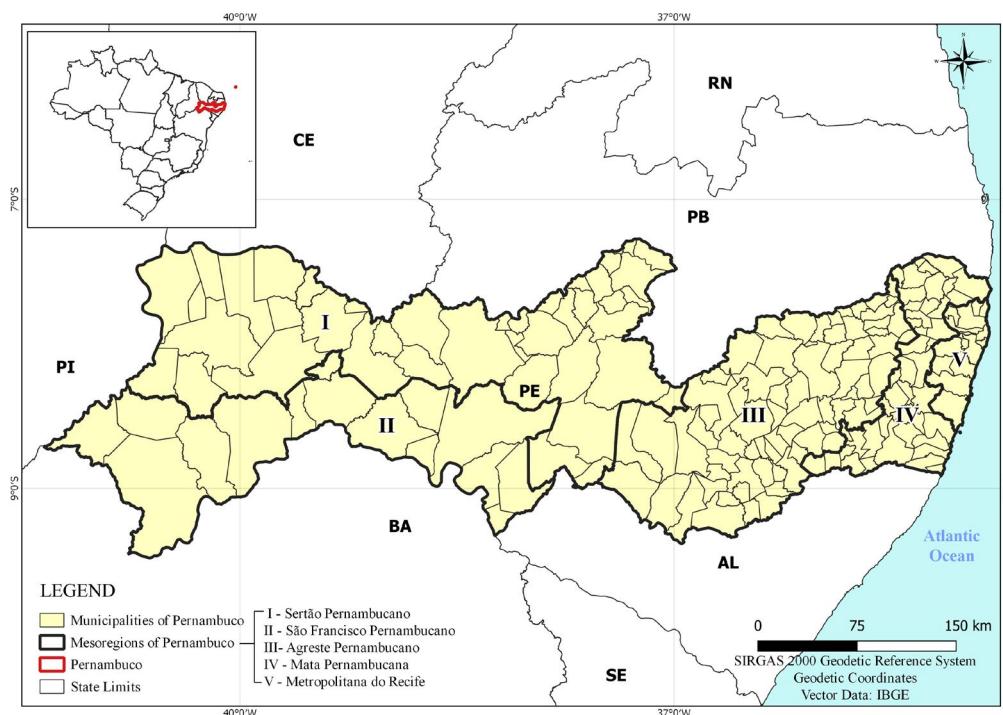 40°0'W
37°0'W
N
W
O
S
RN
CE
7°0'S
PB
I
PI
V
PE
III
IV
II
9°0'S
BA
Atlantic
Ocean
AL
LEGEND
Municipalities of Pernambuco
Mesoregions of Pernambuco
Pernambuco
State Limits
I - Sertão Pernambucano
II - São Francisco Pernambucano
III- Agreste Pernambucano
IV - Mata Pernambucana
V - Metropolitana do Recife
0 75 150 km
SIRGAS 2000 Geodetic Reference System
Geodetic Coordinates
Vector Data: IBGE
SE
40°0'W
37°0'W